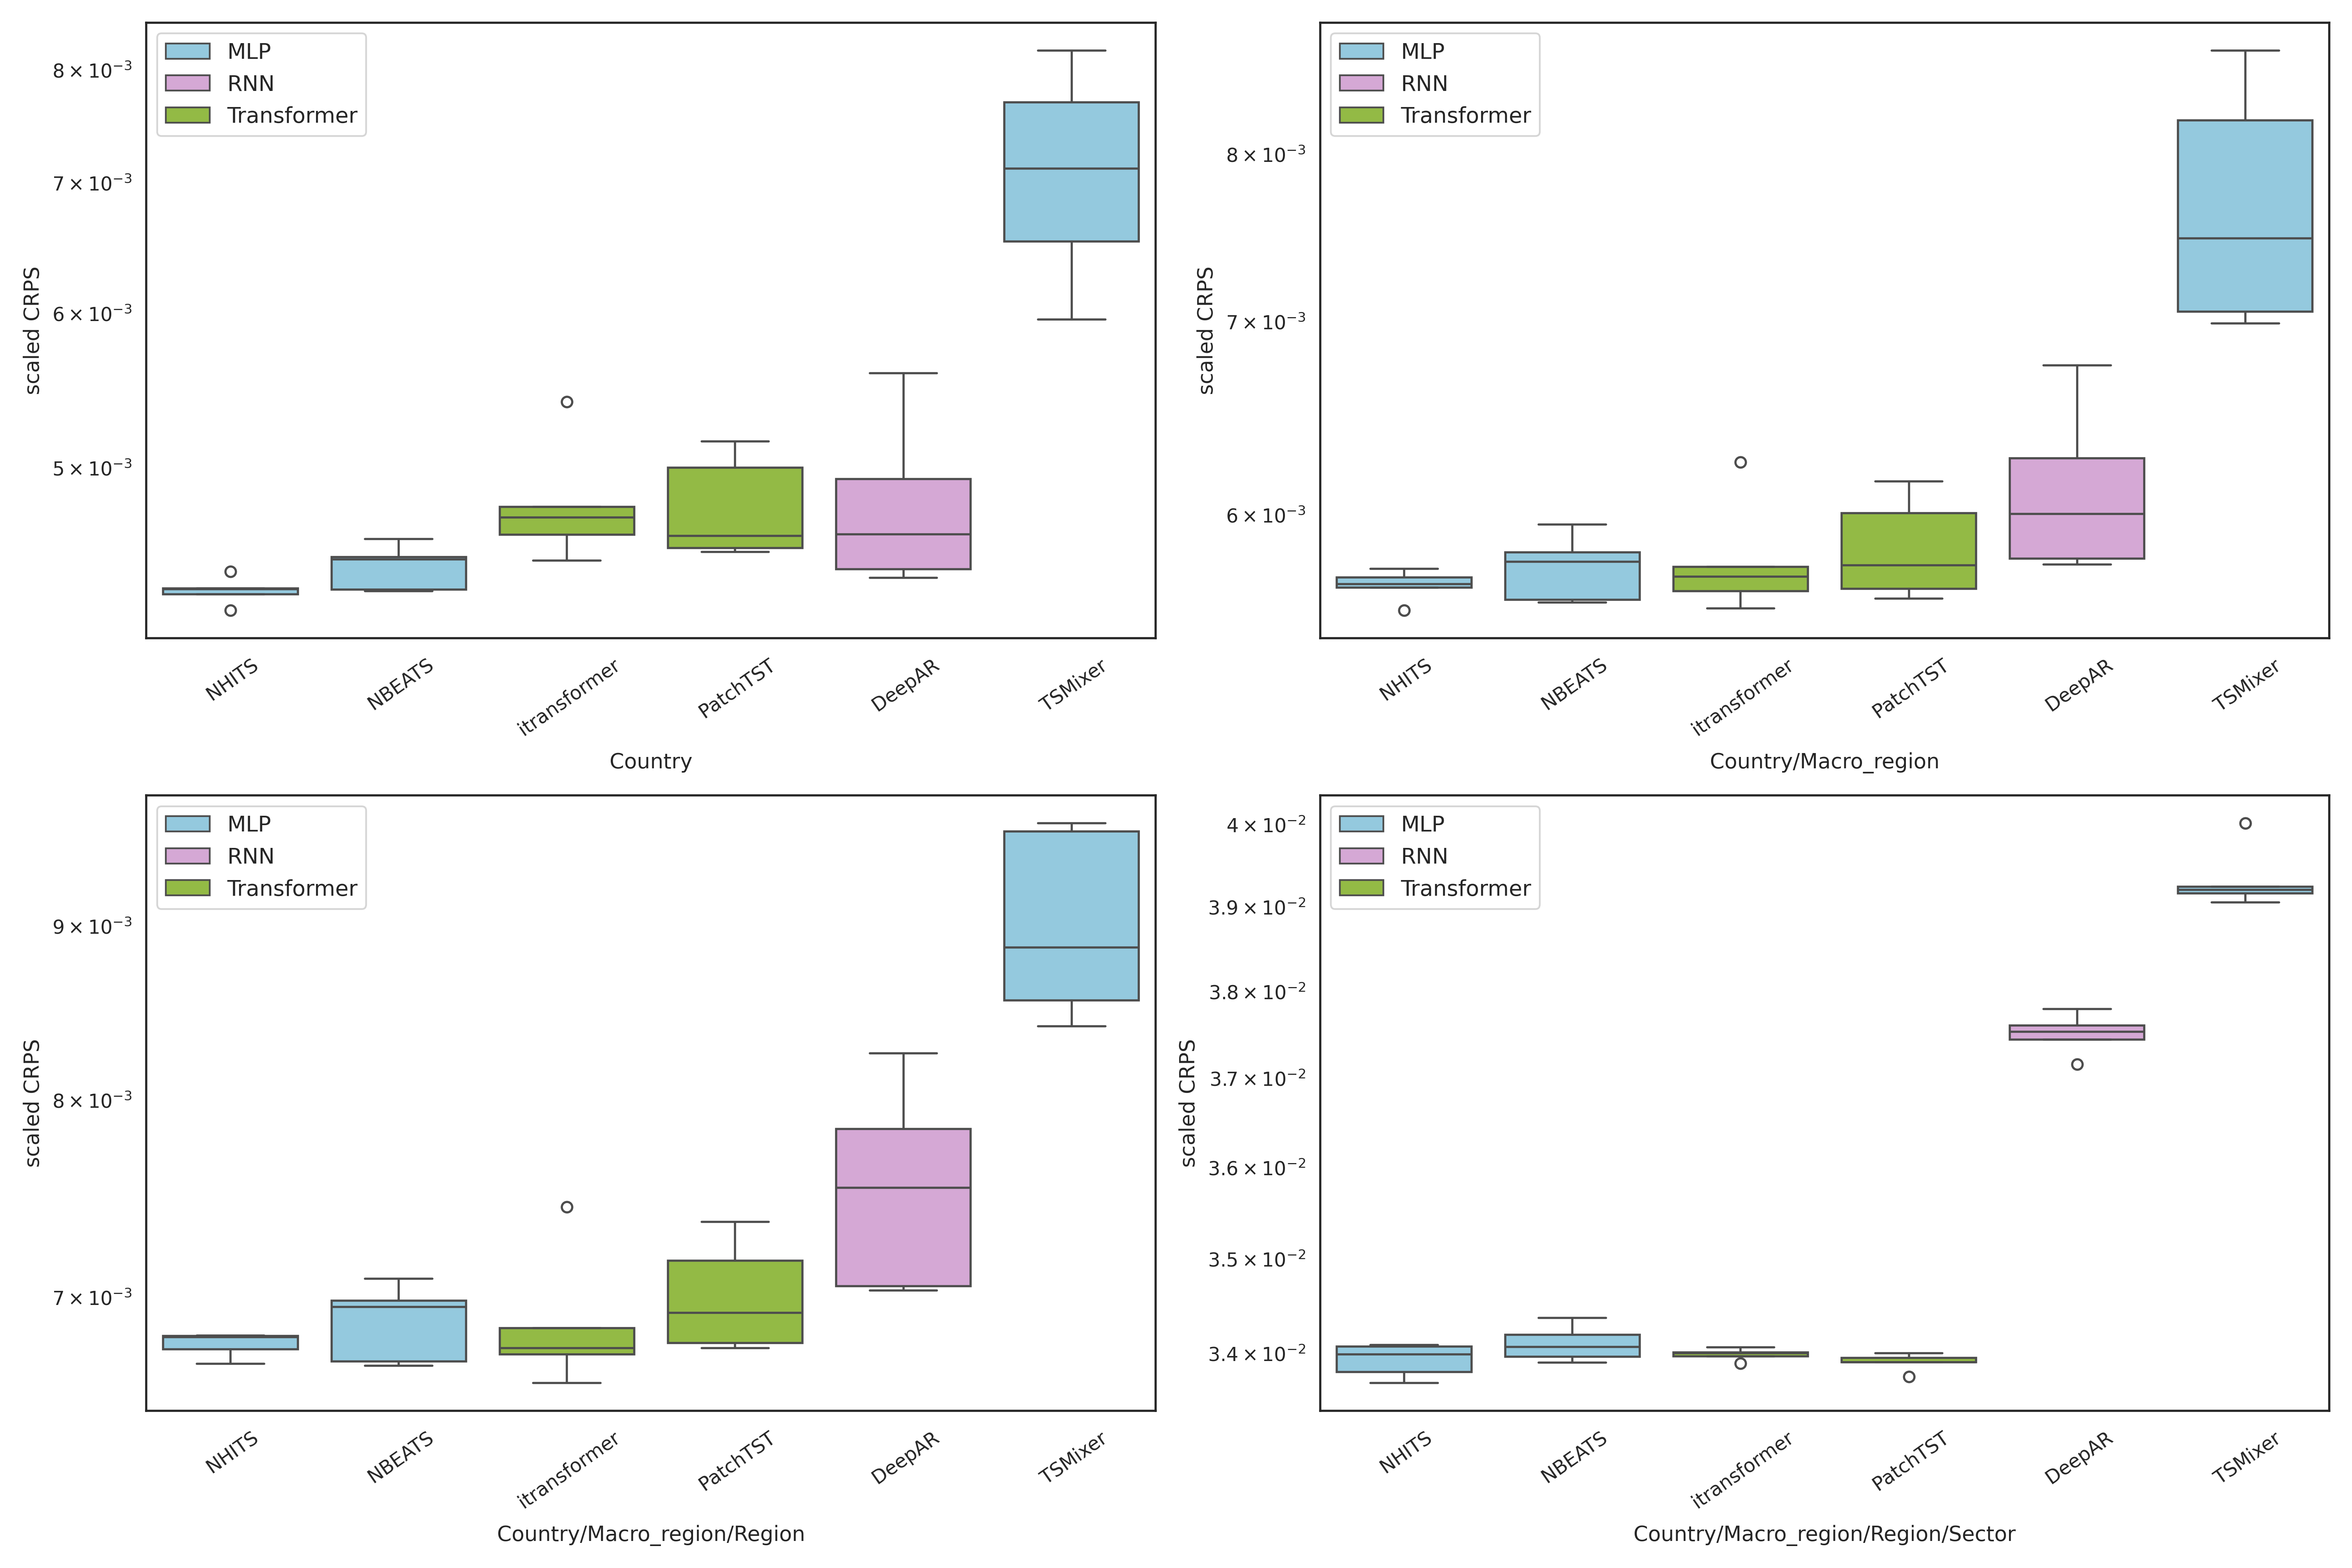 scaled CRPS
8 × 10⁻³
7 × 10⁻³
6 × 10⁻³
5 × 10⁻³
MLP
RNN
Transformer
NHITS
NBEATS
itransformer
PatchTST
DeepAR
TSMixer
Country
scaled CRPS
8 × 10⁻³
7 × 10⁻³
6 × 10⁻³
MLP
RNN
Transformer
NHITS
NBEATS
itransformer
PatchTST
DeepAR
TSMixer
Country/Macro_region
scaled CRPS
9 × 10⁻³
8 × 10⁻³
7 × 10⁻³
MLP
RNN
Transformer
NHITS
NBEATS
itransformer
PatchTST
DeepAR
TSMixer
Country/Macro_region/Region
scaled CRPS
4 × 10⁻²
3.9 × 10⁻²
3.8 × 10⁻²
3.7 × 10⁻²
3.6 × 10⁻²
3.5 × 10⁻²
3.4 × 10⁻²
MLP
RNN
Transformer
NHITS
NBEATS
itransformer
PatchTST
DeepAR
TSMixer
Country/Macro_region/Region/Sector